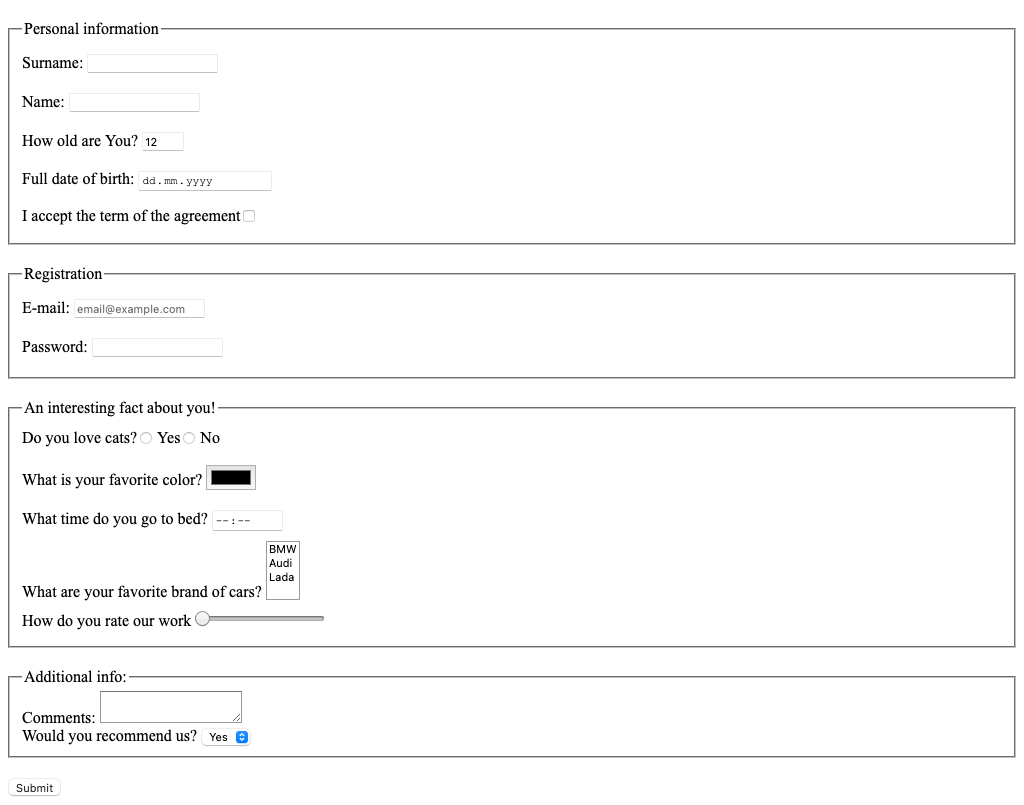 Personal information
Surname:
Name:
How old are You? 12
Full date of birth: dd.mm.yyyy
I accept the term of the agreement
Registration
E-mail: email@example.com
Password:
An interesting fact about you!
Do you love cats? Yes No
What is your favorite color?
What time do you go to bed? --:--
BMW
Audi
Lada
What are your favorite brand of cars?
How do you rate our work
Additional info:
Comments:
Would you recommend us? Yes
Submit